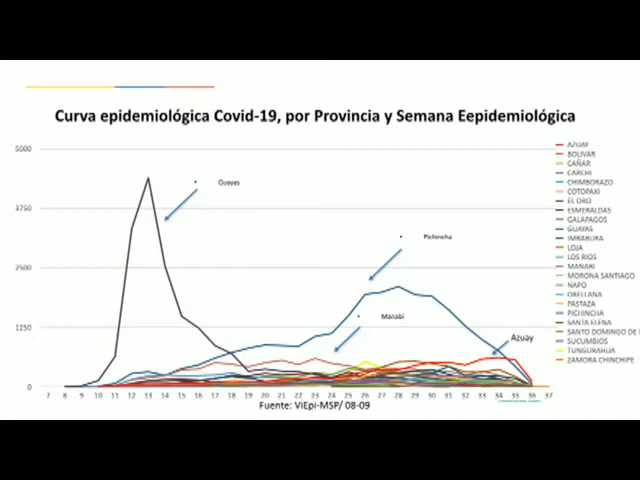 Curva epidemiológica Covid-19, por Provincia y Semana Eepidemiológica
5000
3750
2500
1250
0
7 8 9 10 11 12 13 14 15 16 17 18 19 20 21 22 23 24 25 26 27 28 29 30 31 32 33 34 35 36 37
Guayas
Pichincha
Manabí
Azuay
AZUAY
BOLIVAR
CAÑAR
CARCHI
CHIMBORAZO
COTOPAXI
EL ORO
ESMERALDAS
GALAPAGOS
GUAYAS
IMBABURA
LOJA
LOS RIOS
MANABI
MORONA SANTIAGO
NAPO
ORELLANA
PASTAZA
PICHINCHA
SANTA ELENA
SANTO DOMINGO DE
SUCUMBIOS
TUNGURAHUA
ZAMORA CHINCHIPE
Fuente: ViEpi-MSP/ 08-09